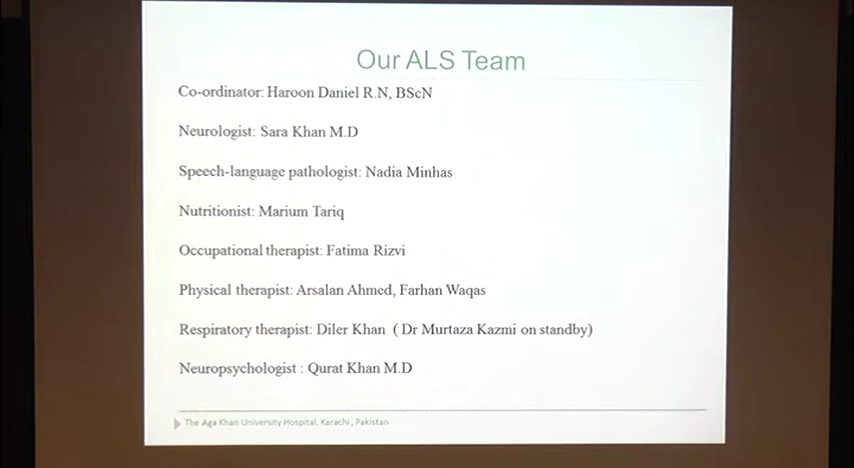 Our ALS Team
Co-ordinator: Haroon Daniel R.N, BScN
Neurologist: Sara Khan M.D
Speech-language pathologist: Nadia Minhas
Nutritionist: Marium Tariq
Occupational therapist: Fatima Rizvi
Physical therapist: Arsalan Ahmed, Farhan Waqas
Respiratory therapist: Diler Khan ( Dr Murtaza Kazmi on standby)
Neuropsychologist : Qurat Khan M.D
The Aga Khan University Hospital, Karachi , Pakistan